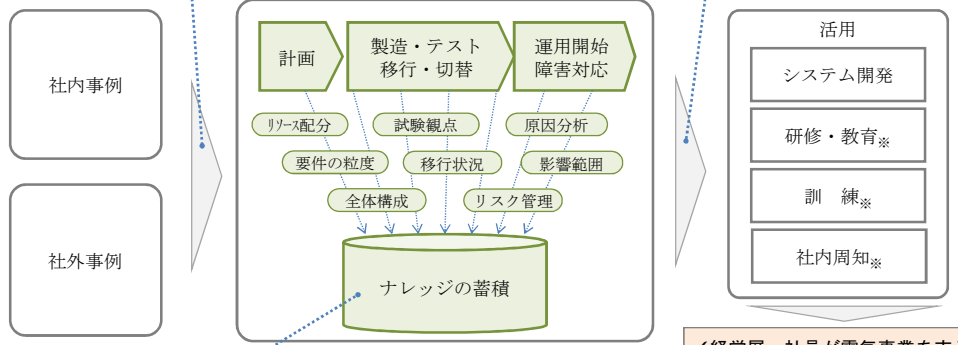 社内事例
社外事例
計画
製造・テスト
移行・切替
運用開始
障害対応
リソース配分
試験観点
原因分析
要件の粒度
移行状況
影響範囲
全体構成
リスク管理
ナレッジの蓄積
活用
システム開発
研修・教育※
訓　練※
社内周知※